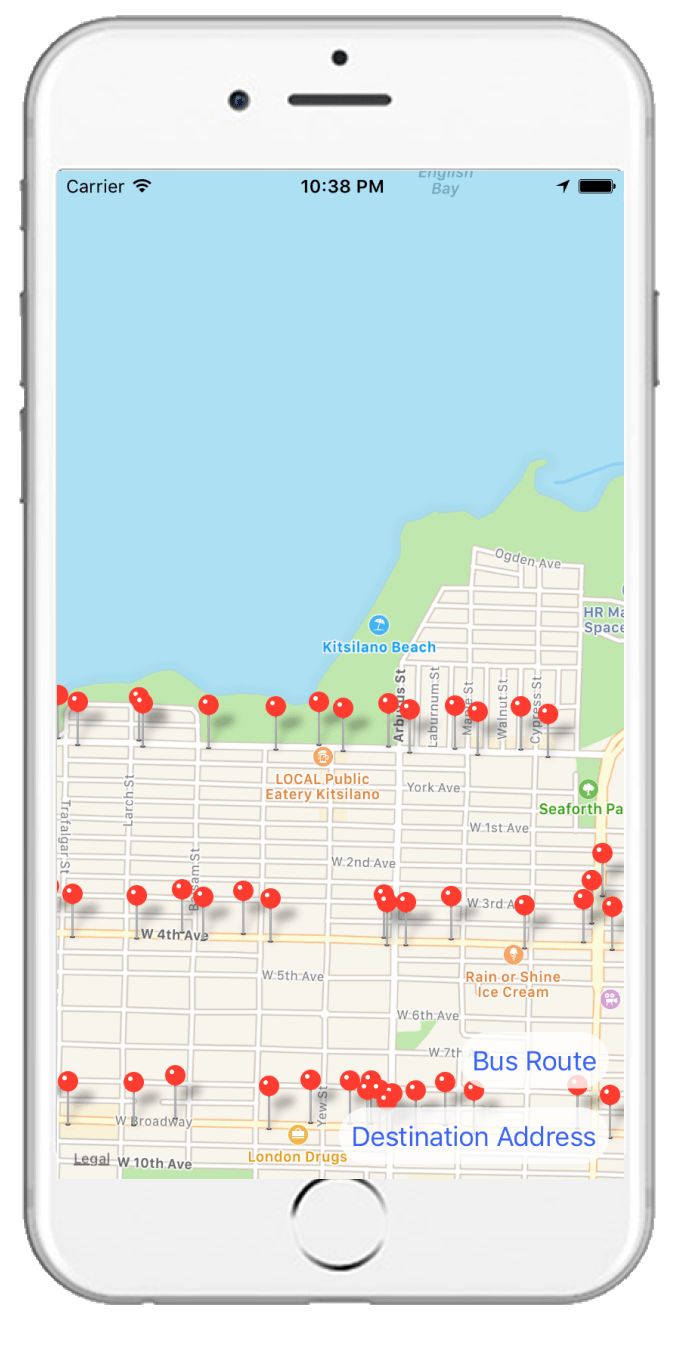 Carrier
10:38 PM
English
Bay
Ogden Ave
HR Ma
Space
Kitsilano Beach
Arbutus St
Laburnum St
Maple St
Walnut St
Cypress St
LOCAL Public
Eatery Kitsilano
York Ave
Larch St
Seaforth Pa
Trafalgar St
W 1st Ave
Balsam St
W 2nd Ave
W 3rd A
W 4th Ave
W 5th Ave
Rain or Shine
Ice Cream
W 6th Ave
W 7th
Bus Route
Yew St
W Broadway
Destination Address
London Drugs
Legal
W 10th Ave